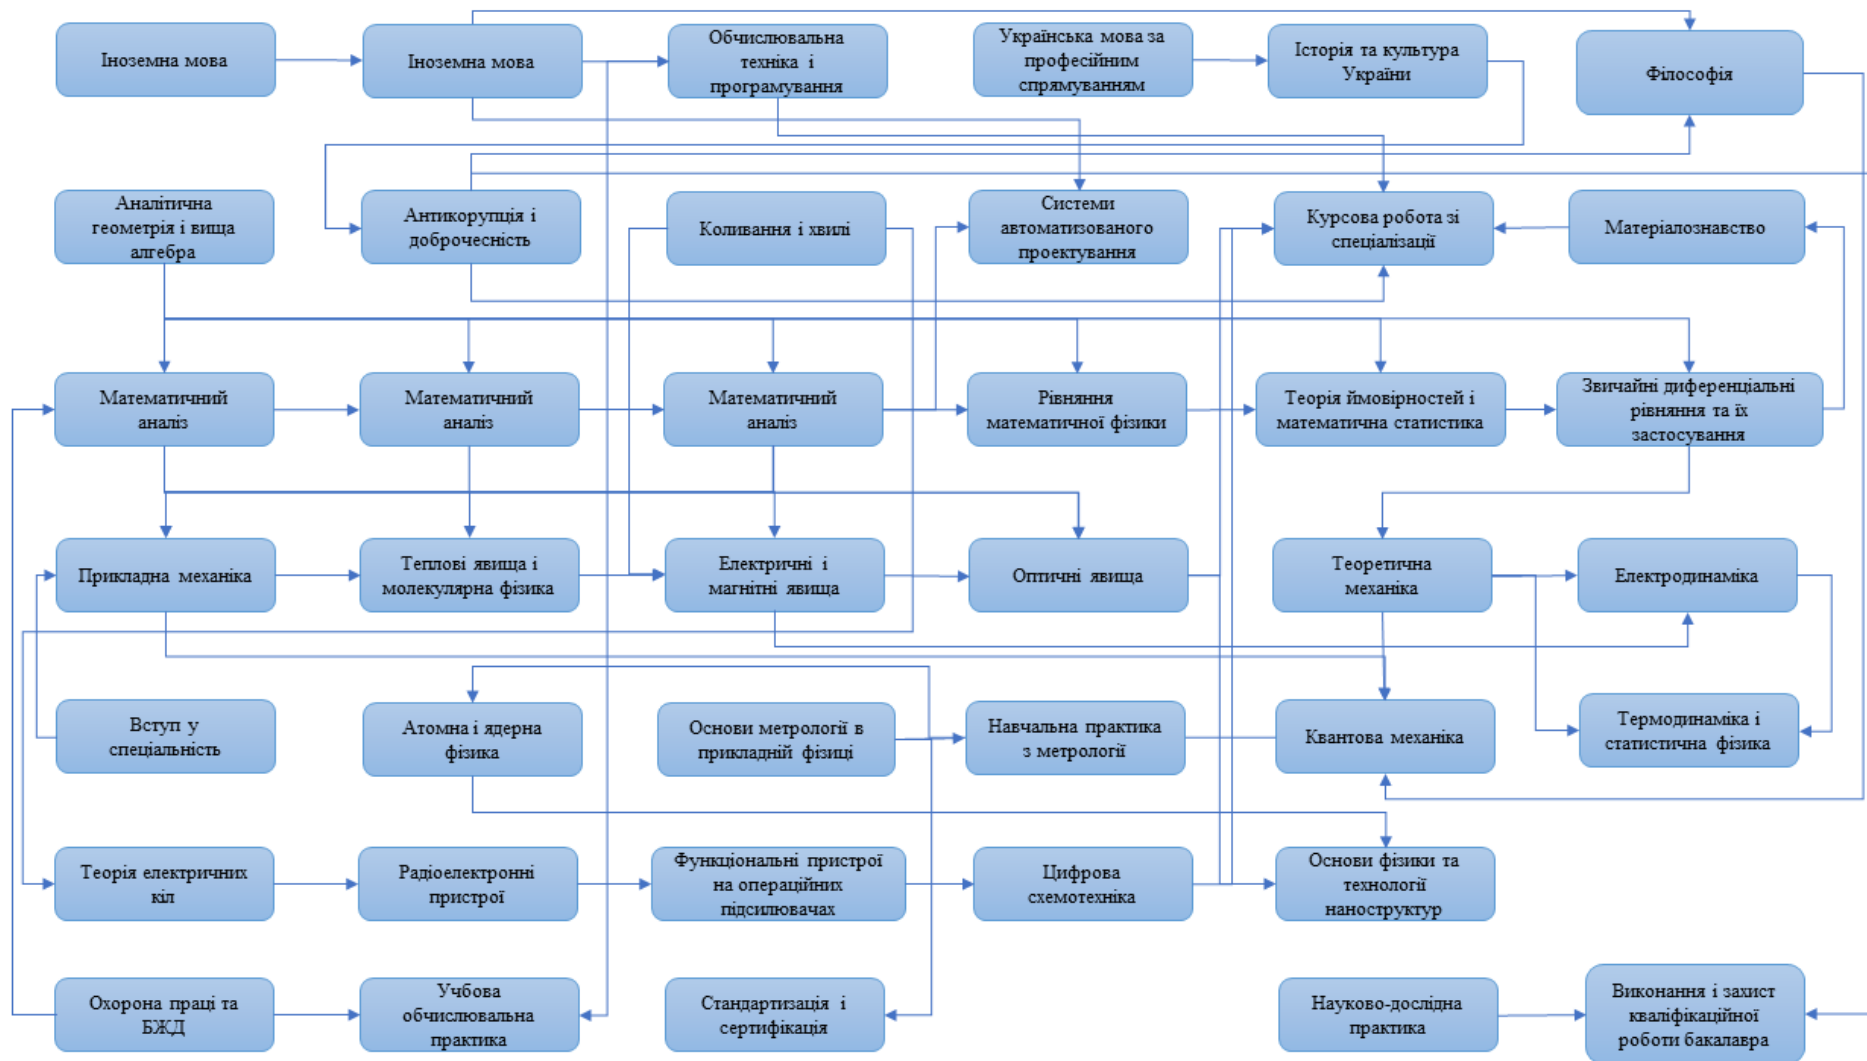 Іноземна мова
Іноземна мова
Обчислювальна
техніка і
програмування
Українська мова за
професійним
спрямуванням
Історія та культура
України
Філософія
Аналітична
геометрія і вища
алгебра
Антикорупція і
доброчесність
Коливання і хвилі
Системи
автоматизованого
проектування
Курсова робота зі
спеціалізації
Матеріалознавство
Математичний
аналіз
Математичний
аналіз
Математичний
аналіз
Рівняння
математичної фізики
Теорія ймовірностей і
математична статистика
Звичайні диференціальні
рівняння та їх
застосування
Прикладна механіка
Теплові явища і
молекулярна фізика
Електричні і
магнітні явища
Оптичні явища
Теоретична
механіка
Електродинаміка
Вступ у
спеціальність
Атомна і ядерна
фізика
Основи метрології в
прикладній фізиці
Навчальна практика
з метрології
Квантова механіка
Термодинаміка і
статистична фізика
Теорія електричних
кіл
Радіоелектронні
пристрої
Функціональні пристрої
на операційних
підсилювачах
Цифрова
схемотехніка
Основи фізики та
технології
наноструктур
Охорона праці та
БЖД
Учбова
обчислювальна
практика
Стандартизація і
сертифікація
Науково-дослідна
практика
Виконання і захист
кваліфікаційної
роботи бакалавра